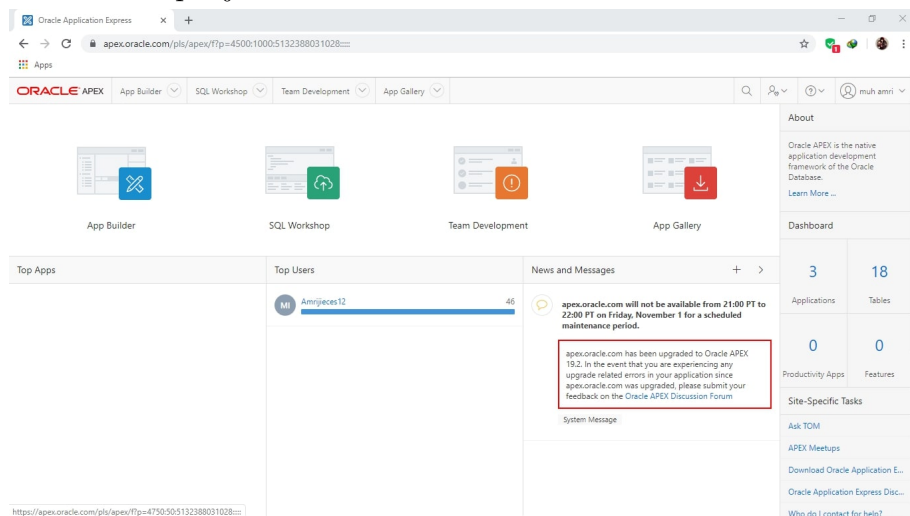 Oracle Application Express
apex.oracle.com/pls/apex/f?p=4500:1000:5132388031028:::::
Apps
ORACLE APEX App Builder SQL Workshop Team Development App Gallery muh amri
App Builder
SQL Workshop
Team Development
App Gallery
About
Oracle APEX is the native
application development
framework of the Oracle
Database.
Learn More ...
Dashboard
3 18
Applications Tables
0 0
Productivity Apps Features
Site-Specific Tasks
Ask TOM
APEX Meetups
Download Oracle Application E...
Oracle Application Express Disc...
Who do I contact for help?
Top Apps
Top Users
MI Amrijieces12 46
News and Messages
apex.oracle.com will not be available from 21:00 PT to
22:00 PT on Friday, November 1 for a scheduled
maintenance period.
apex.oracle.com has been upgraded to Oracle APEX
19.2. In the event that you are experiencing any
upgrade related errors in your application since
apex.oracle.com was upgraded, please submit your
feedback on the Oracle APEX Discussion Forum
System Message
https://apex.oracle.com/pls/apex/f?p=4750:50:5132388031028:::::